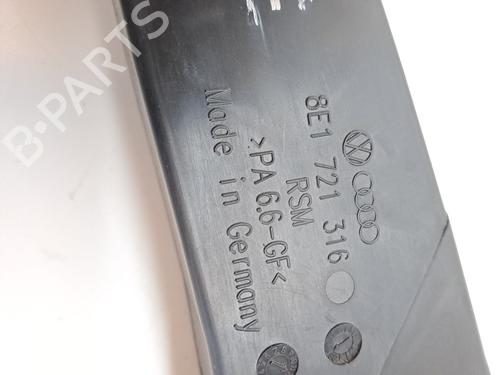 B-PARTS
8E1 721 316
RSM
>PA 6.6-GF<
Made in Germany